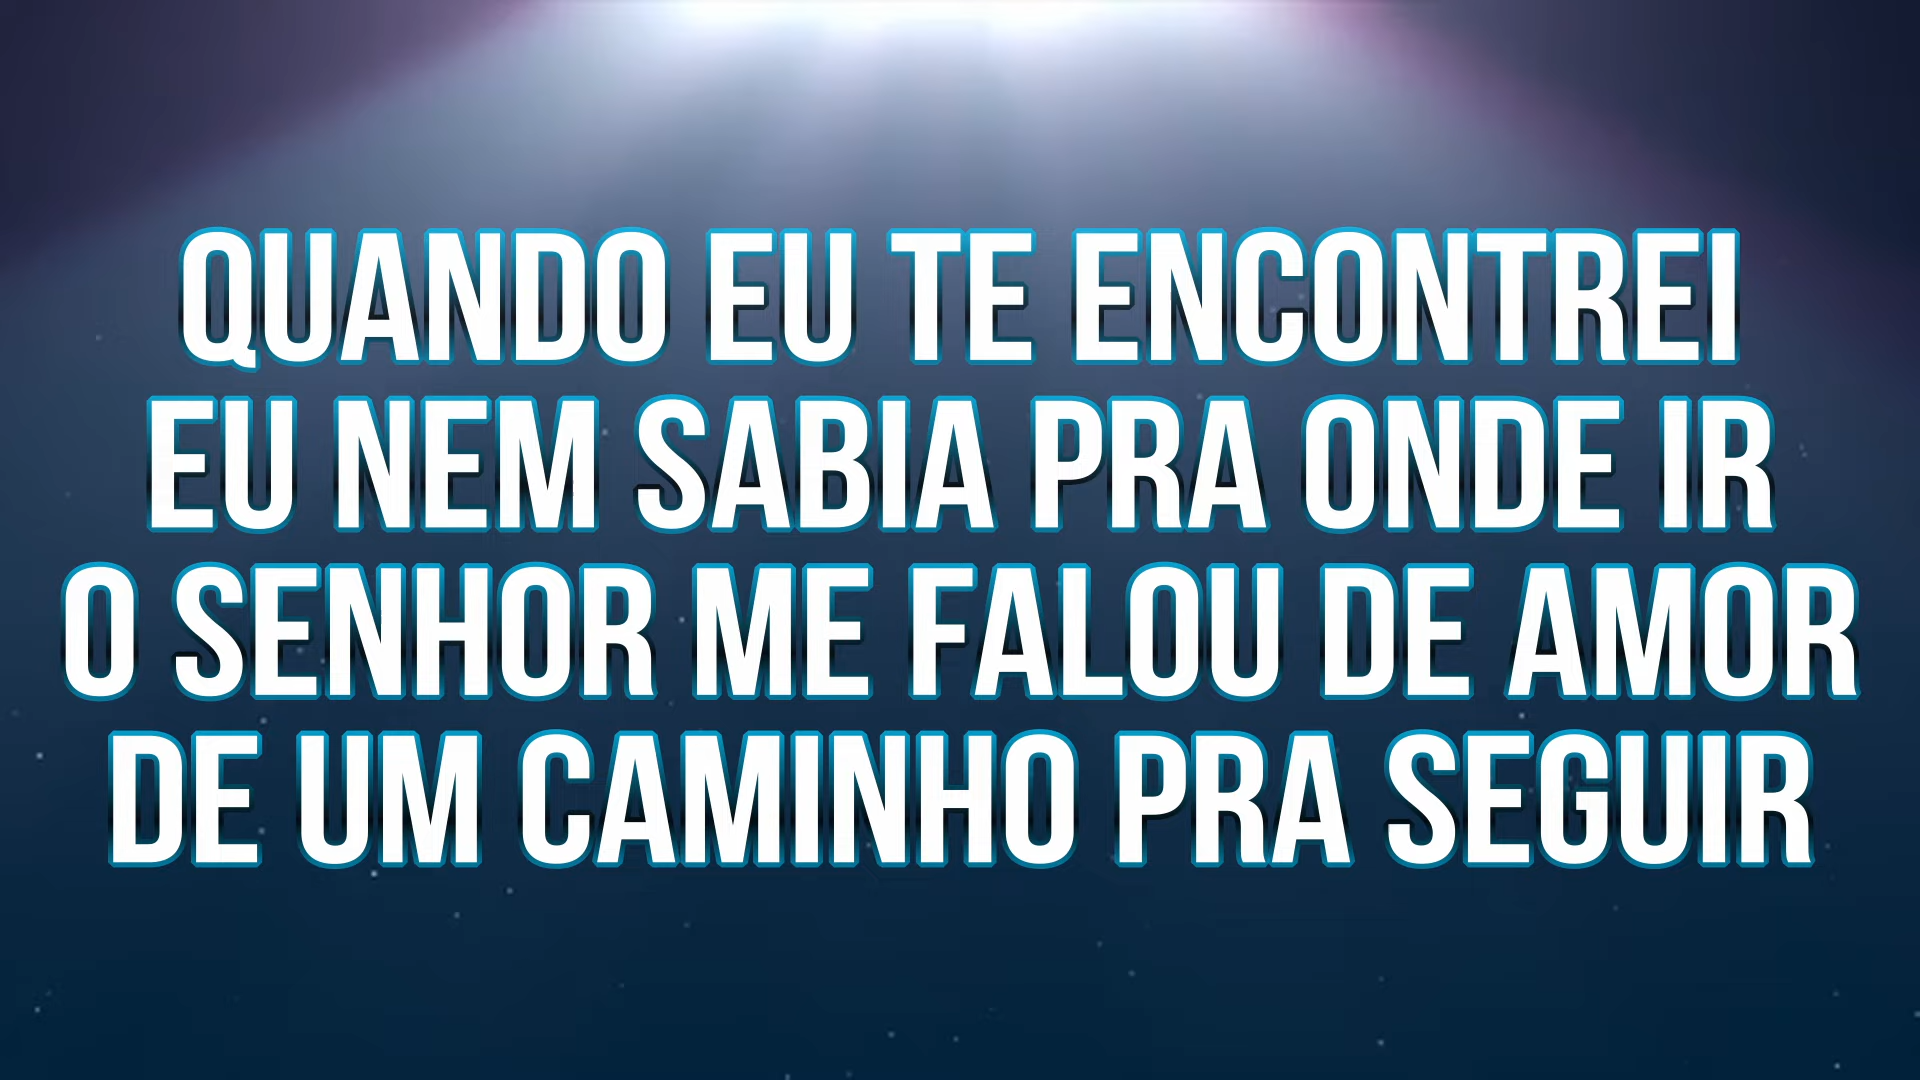 QUANDO EU TE ENCONTREI
EU NEM SABIA PRA ONDE IR
O SENHOR ME FALOU DE AMOR
DE UM CAMINHO PRA SEGUIR